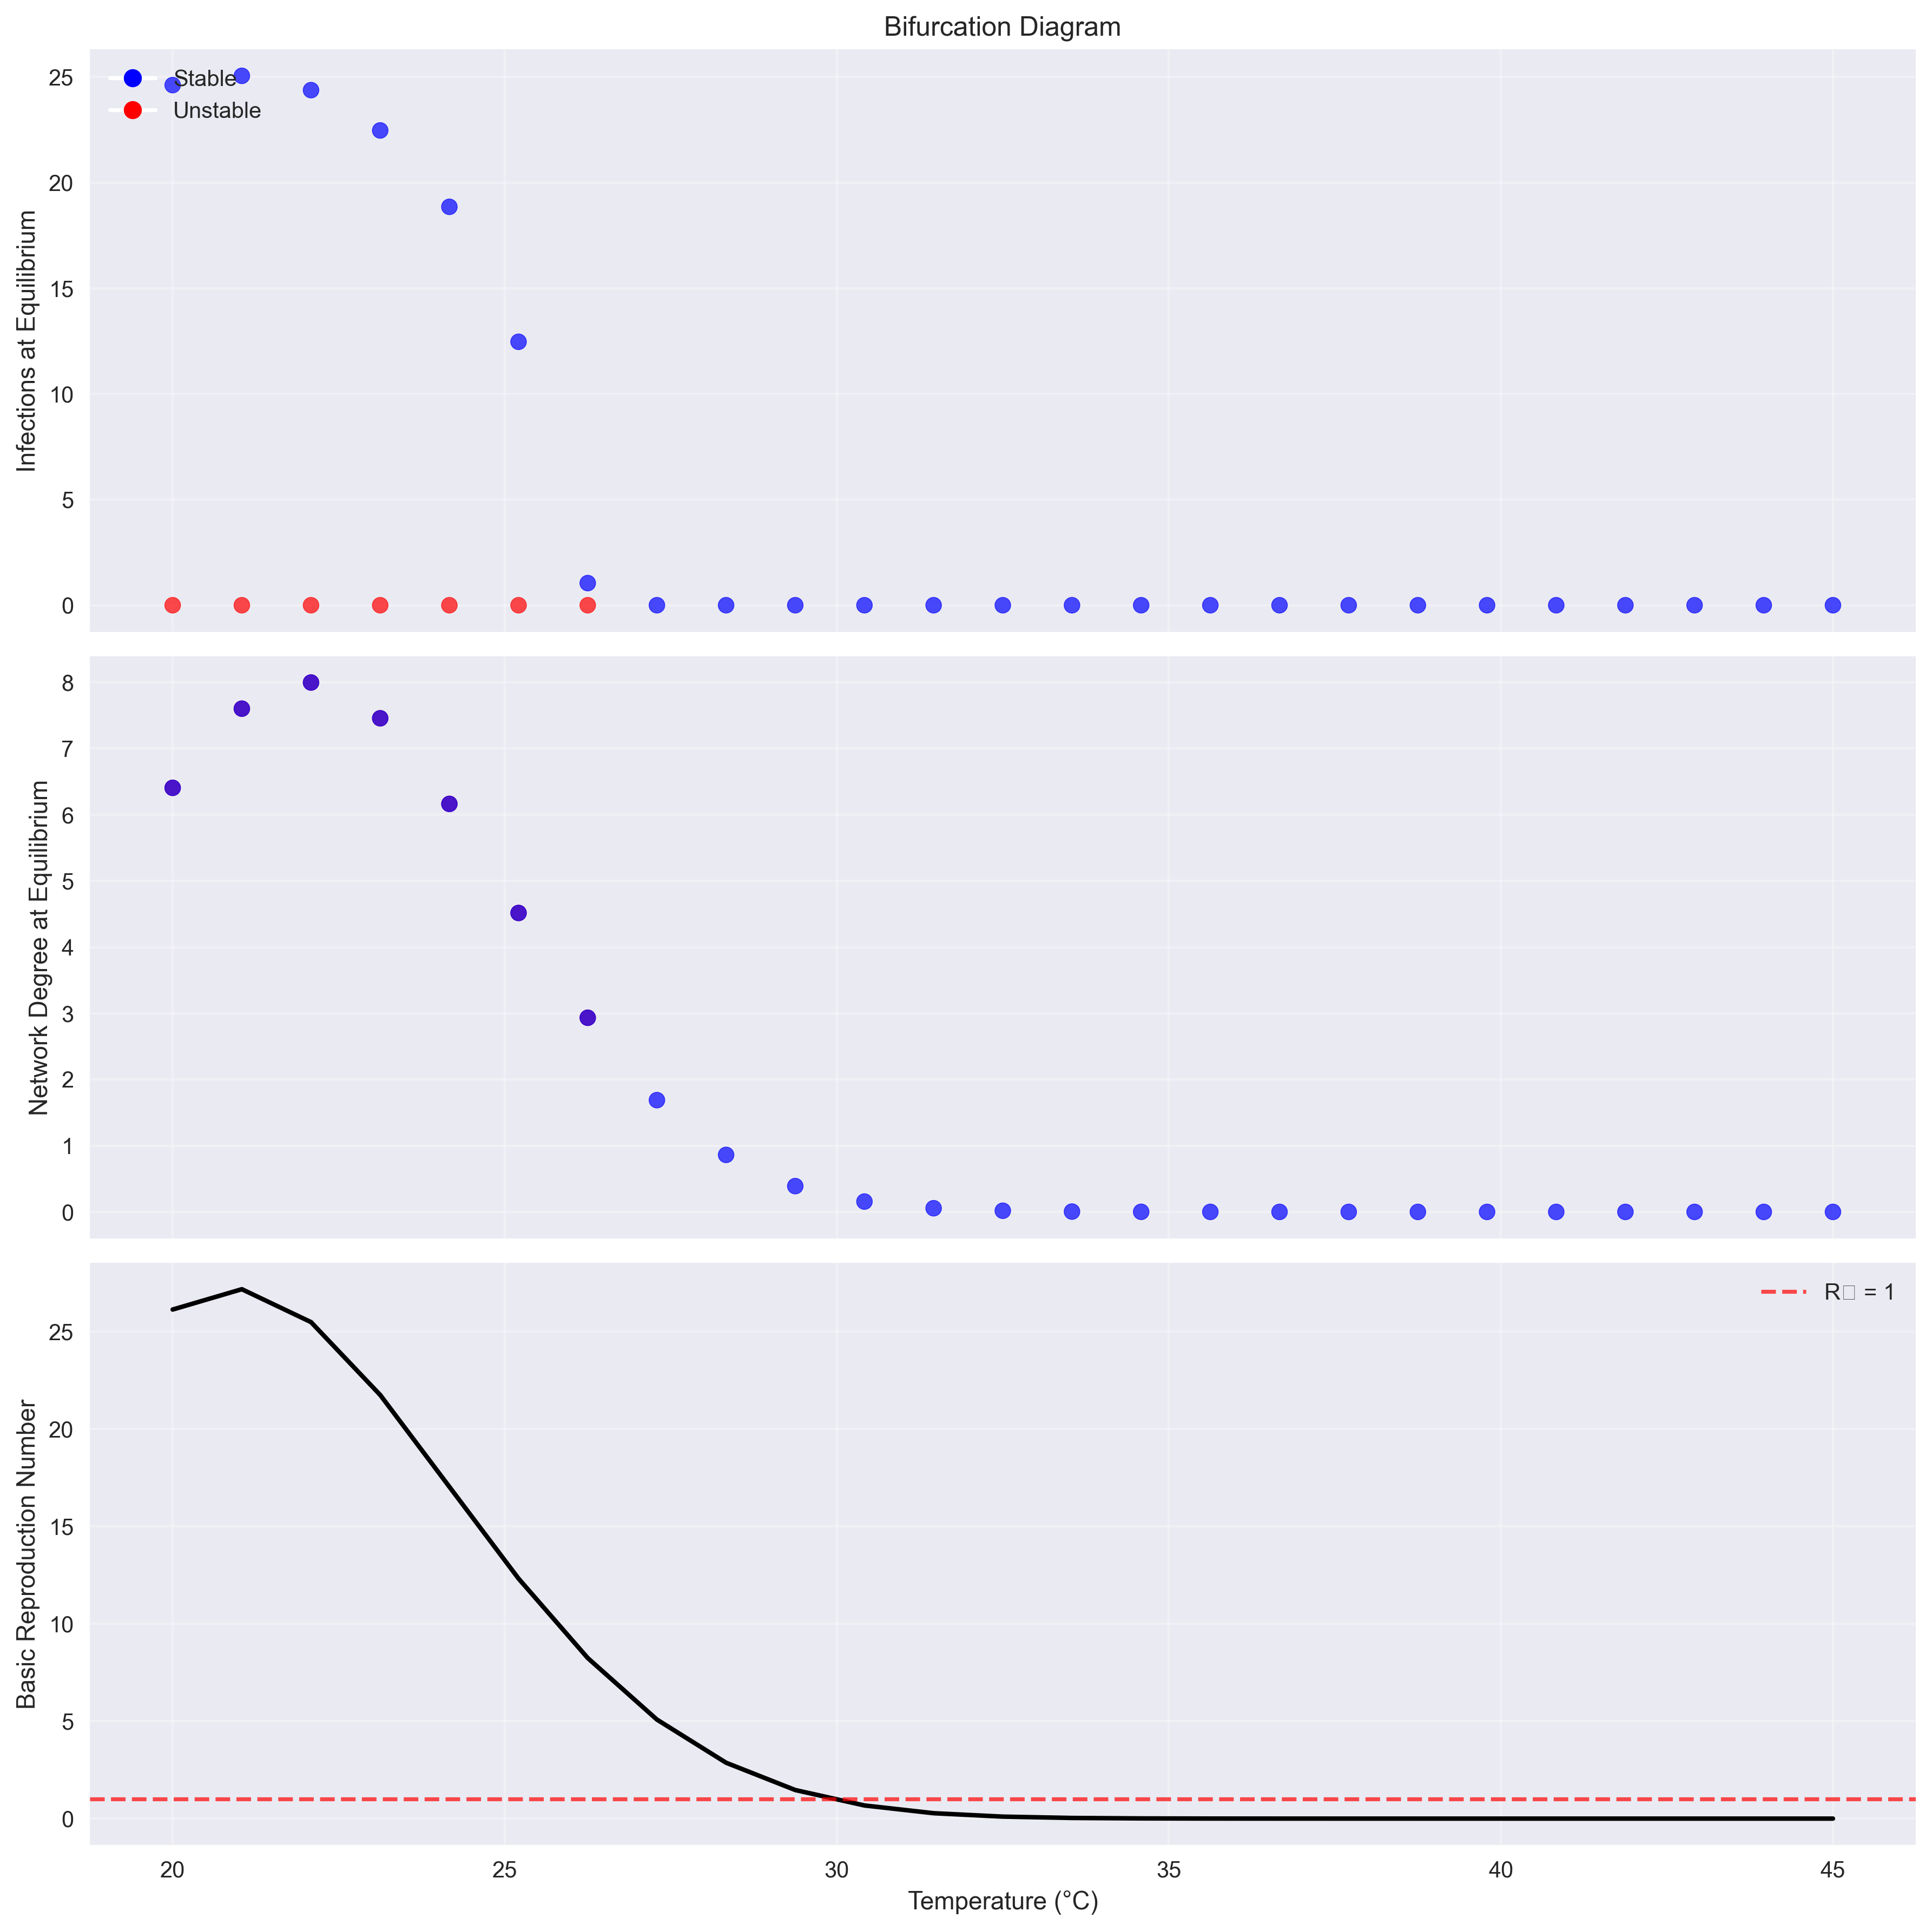 Bifurcation Diagram
Infections at Equilibrium
25
20
15
10
5
0
Stable
Unstable
Network Degree at Equilibrium
8
7
6
5
4
3
2
1
0
Basic Reproduction Number
25
20
15
10
5
0
R□ = 1
20 25 30 35 40 45
Temperature (°C)